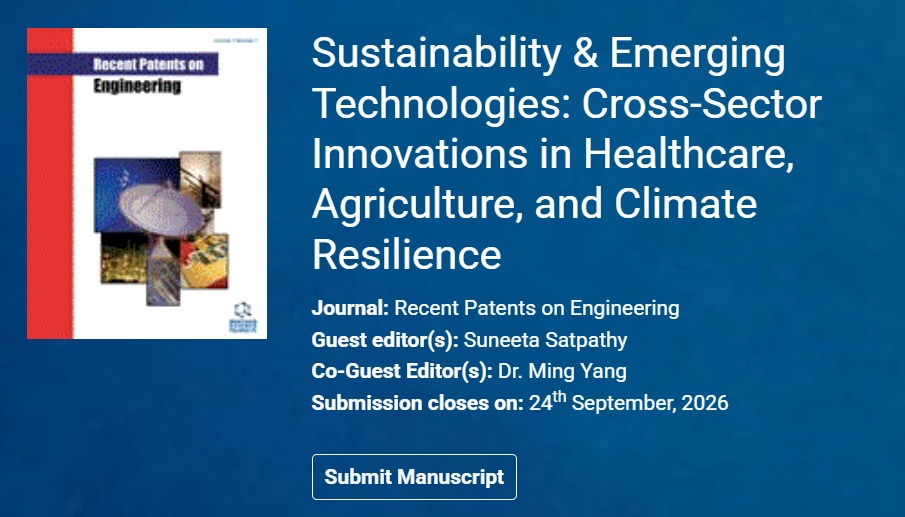 Recent Patents on
Engineering
Sustainability & Emerging
Technologies: Cross-Sector
Innovations in Healthcare,
Agriculture, and Climate
Resilience
Journal: Recent Patents on Engineering
Guest editor(s): Suneeta Satpathy
Co-Guest Editor(s): Dr. Ming Yang
Submission closes on: 24th September, 2026
Submit Manuscript